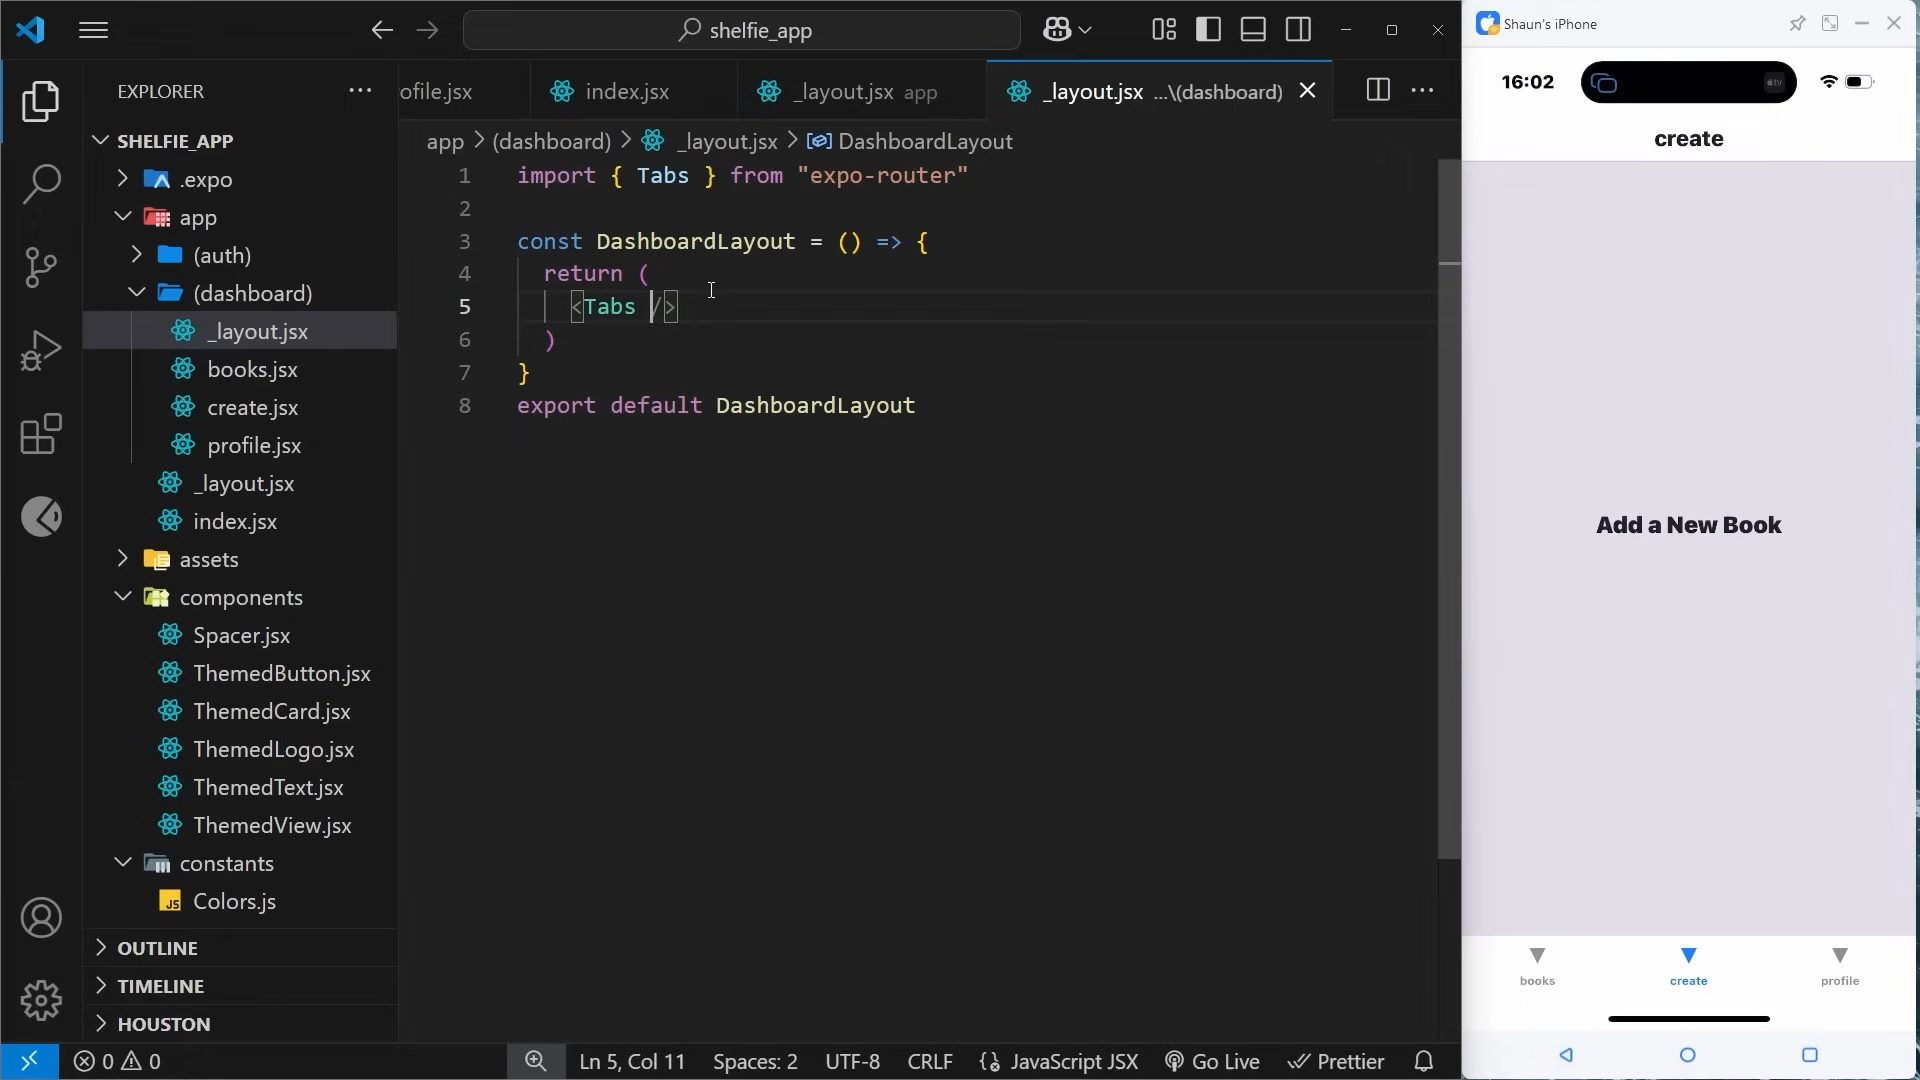 shelfie_app
EXPLORER
SHELFIE_APP
.expo
app
(auth)
(dashboard)
_layout.jsx
books.jsx
create.jsx
profile.jsx
_layout.jsx
index.jsx
assets
components
Spacer.jsx
ThemedButton.jsx
ThemedCard.jsx
ThemedLogo.jsx
ThemedText.jsx
ThemedView.jsx
constants
JS Colors.js
OUTLINE
TIMELINE
HOUSTON
ofile.jsx
index.jsx
_layout.jsx app
_layout.jsx ...\(dashboard)
app > (dashboard) > _layout.jsx > DashboardLayout
1 import { Tabs } from "expo-router"
2
3 const DashboardLayout = () => {
4 return (
5 <Tabs />
6 )
7 }
8 export default DashboardLayout
0 0
Ln 5, Col 11 Spaces: 2 UTF-8 CRLF JavaScript JSX Go Live Prettier
Shaun's iPhone
16:02
create
Add a New Book
books
create
profile